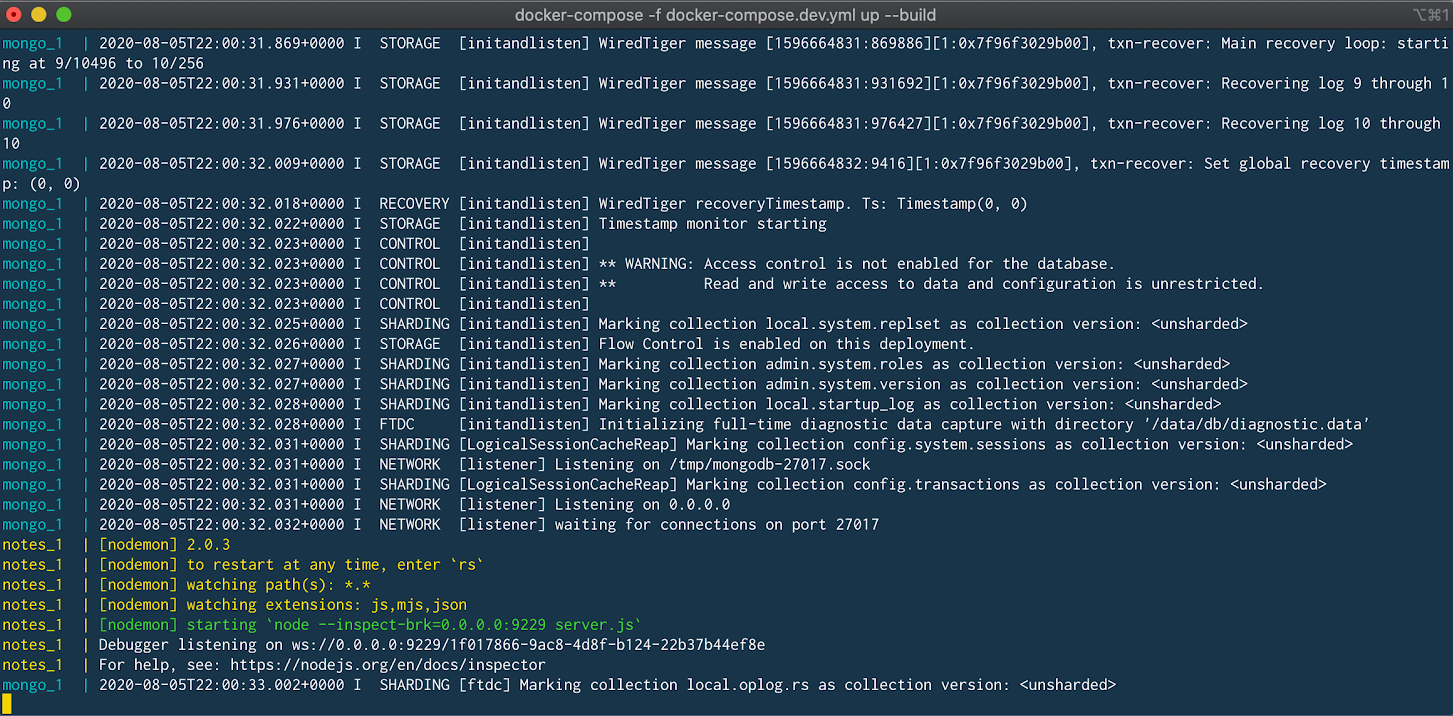 docker-compose -f docker-compose.dev.yml up --build
⌥⌘1
mongo_1  | 2020-08-05T22:00:31.869+0000 I  STORAGE  [initandlisten] WiredTiger message [1596664831:869886][1:0x7f96f3029b00], txn-recover: Main recovery loop: starti
ng at 9/10496 to 10/256
mongo_1  | 2020-08-05T22:00:31.931+0000 I  STORAGE  [initandlisten] WiredTiger message [1596664831:931692][1:0x7f96f3029b00], txn-recover: Recovering log 9 through 1
0
mongo_1  | 2020-08-05T22:00:31.976+0000 I  STORAGE  [initandlisten] WiredTiger message [1596664831:976427][1:0x7f96f3029b00], txn-recover: Recovering log 10 through
10
mongo_1  | 2020-08-05T22:00:32.009+0000 I  STORAGE  [initandlisten] WiredTiger message [1596664832:9416][1:0x7f96f3029b00], txn-recover: Set global recovery timestam
p: (0, 0)
mongo_1  | 2020-08-05T22:00:32.018+0000 I  RECOVERY [initandlisten] WiredTiger recoveryTimestamp. Ts: Timestamp(0, 0)
mongo_1  | 2020-08-05T22:00:32.022+0000 I  STORAGE  [initandlisten] Timestamp monitor starting
mongo_1  | 2020-08-05T22:00:32.023+0000 I  CONTROL  [initandlisten]
mongo_1  | 2020-08-05T22:00:32.023+0000 I  CONTROL  [initandlisten] ** WARNING: Access control is not enabled for the database.
mongo_1  | 2020-08-05T22:00:32.023+0000 I  CONTROL  [initandlisten] **          Read and write access to data and configuration is unrestricted.
mongo_1  | 2020-08-05T22:00:32.023+0000 I  CONTROL  [initandlisten]
mongo_1  | 2020-08-05T22:00:32.025+0000 I  SHARDING [initandlisten] Marking collection local.system.replset as collection version: <unsharded>
mongo_1  | 2020-08-05T22:00:32.026+0000 I  STORAGE  [initandlisten] Flow Control is enabled on this deployment.
mongo_1  | 2020-08-05T22:00:32.027+0000 I  SHARDING [initandlisten] Marking collection admin.system.roles as collection version: <unsharded>
mongo_1  | 2020-08-05T22:00:32.027+0000 I  SHARDING [initandlisten] Marking collection admin.system.version as collection version: <unsharded>
mongo_1  | 2020-08-05T22:00:32.028+0000 I  SHARDING [initandlisten] Marking collection local.startup_log as collection version: <unsharded>
mongo_1  | 2020-08-05T22:00:32.028+0000 I  FTDC     [initandlisten] Initializing full-time diagnostic data capture with directory '/data/db/diagnostic.data'
mongo_1  | 2020-08-05T22:00:32.031+0000 I  SHARDING [LogicalSessionCacheReap] Marking collection config.system.sessions as collection version: <unsharded>
mongo_1  | 2020-08-05T22:00:32.031+0000 I  NETWORK  [listener] Listening on /tmp/mongodb-27017.sock
mongo_1  | 2020-08-05T22:00:32.031+0000 I  SHARDING [LogicalSessionCacheReap] Marking collection config.transactions as collection version: <unsharded>
mongo_1  | 2020-08-05T22:00:32.031+0000 I  NETWORK  [listener] Listening on 0.0.0.0
mongo_1  | 2020-08-05T22:00:32.032+0000 I  NETWORK  [listener] waiting for connections on port 27017
notes_1  | [nodemon] 2.0.3
notes_1  | [nodemon] to restart at any time, enter `rs`
notes_1  | [nodemon] watching path(s): *.*
notes_1  | [nodemon] watching extensions: js,mjs,json
notes_1  | [nodemon] starting `node --inspect-brk=0.0.0.0:9229 server.js`
notes_1  | Debugger listening on ws://0.0.0.0:9229/1f017866-9ac8-4d8f-b124-22b37b44ef8e
notes_1  | For help, see: https://nodejs.org/en/docs/inspector
mongo_1  | 2020-08-05T22:00:33.002+0000 I  SHARDING [ftdc] Marking collection local.oplog.rs as collection version: <unsharded>